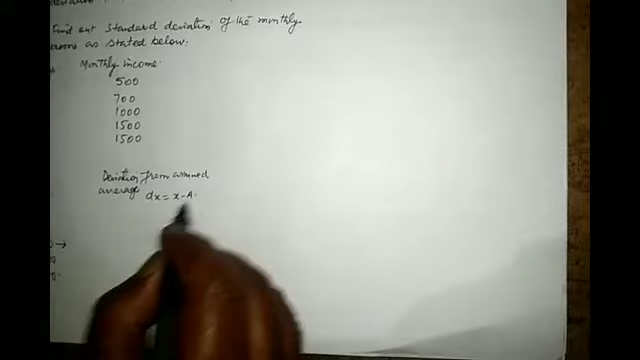 Find out standard deviation of the monthly
persons as stated below:
Monthly income:
500
700
1000
1500
1500
Deviation from assumed
average dx = x - A.